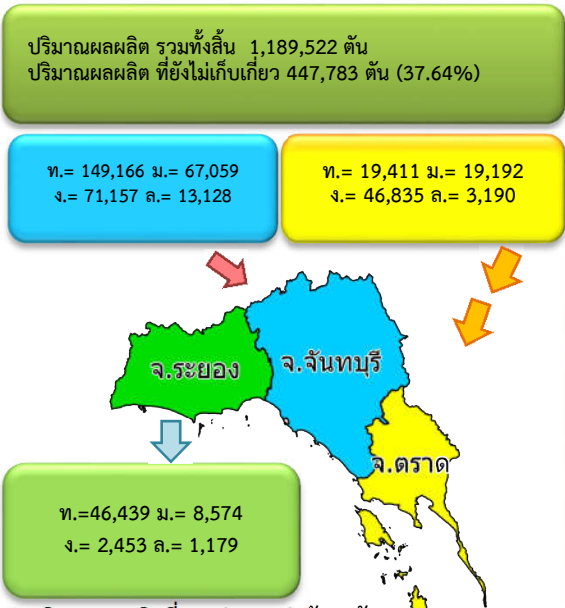 ปริมาณผลผลิต รวมทั้งสิ้น 1,189,522 ตัน
ปริมาณผลผลิต ที่ยังไม่เก็บเกี่ยว 447,783 ตัน (37.64%)
ท.= 149,166 ม.= 67,059
ง.= 71,157 ล.= 13,128
ท.= 19,411 ม.= 19,192
ง.= 46,835 ล.= 3,190
จ.ระยอง
จ.จันทบุรี
จ.ตราด
ท.=46,439 ม.= 8,574
ง.= 2,453 ล.= 1,179